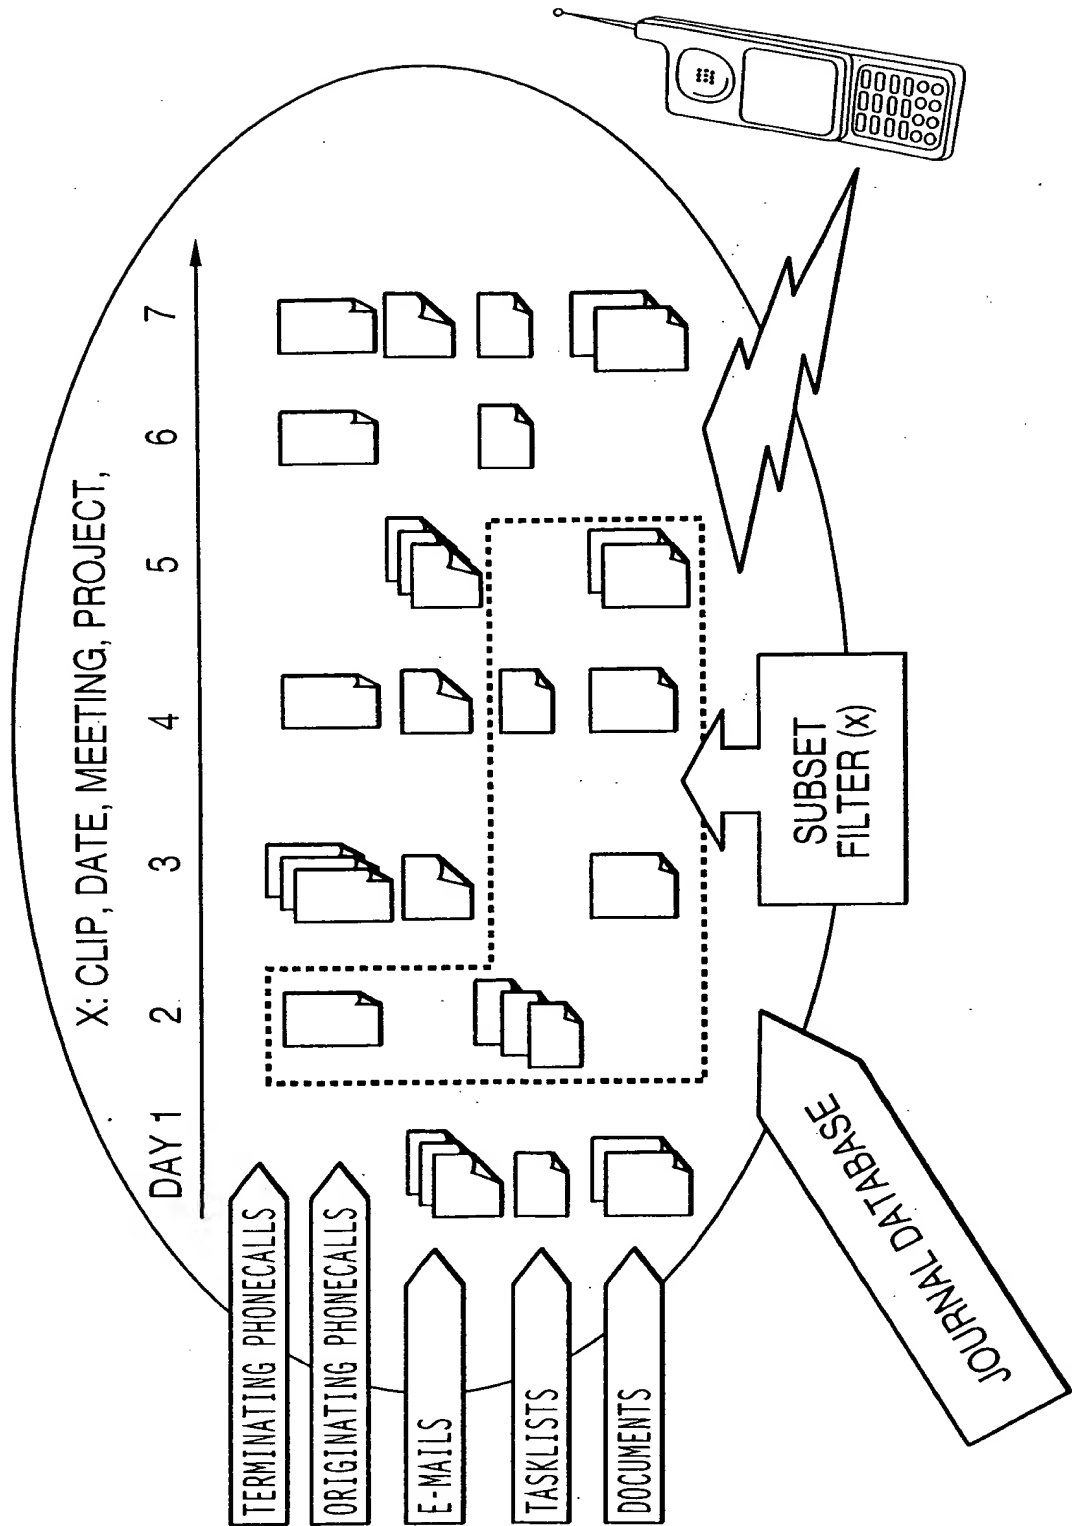 X: CLIP, DATE, MEETING, PROJECT,
DAY 1 2 3 4 5 6 7
TERMINATING PHONECALLS
ORIGINATING PHONECALLS
E-MAILS
TASKLISTS
DOCUMENTS
SUBSET
FILTER (x)
JOURNAL DATABASE